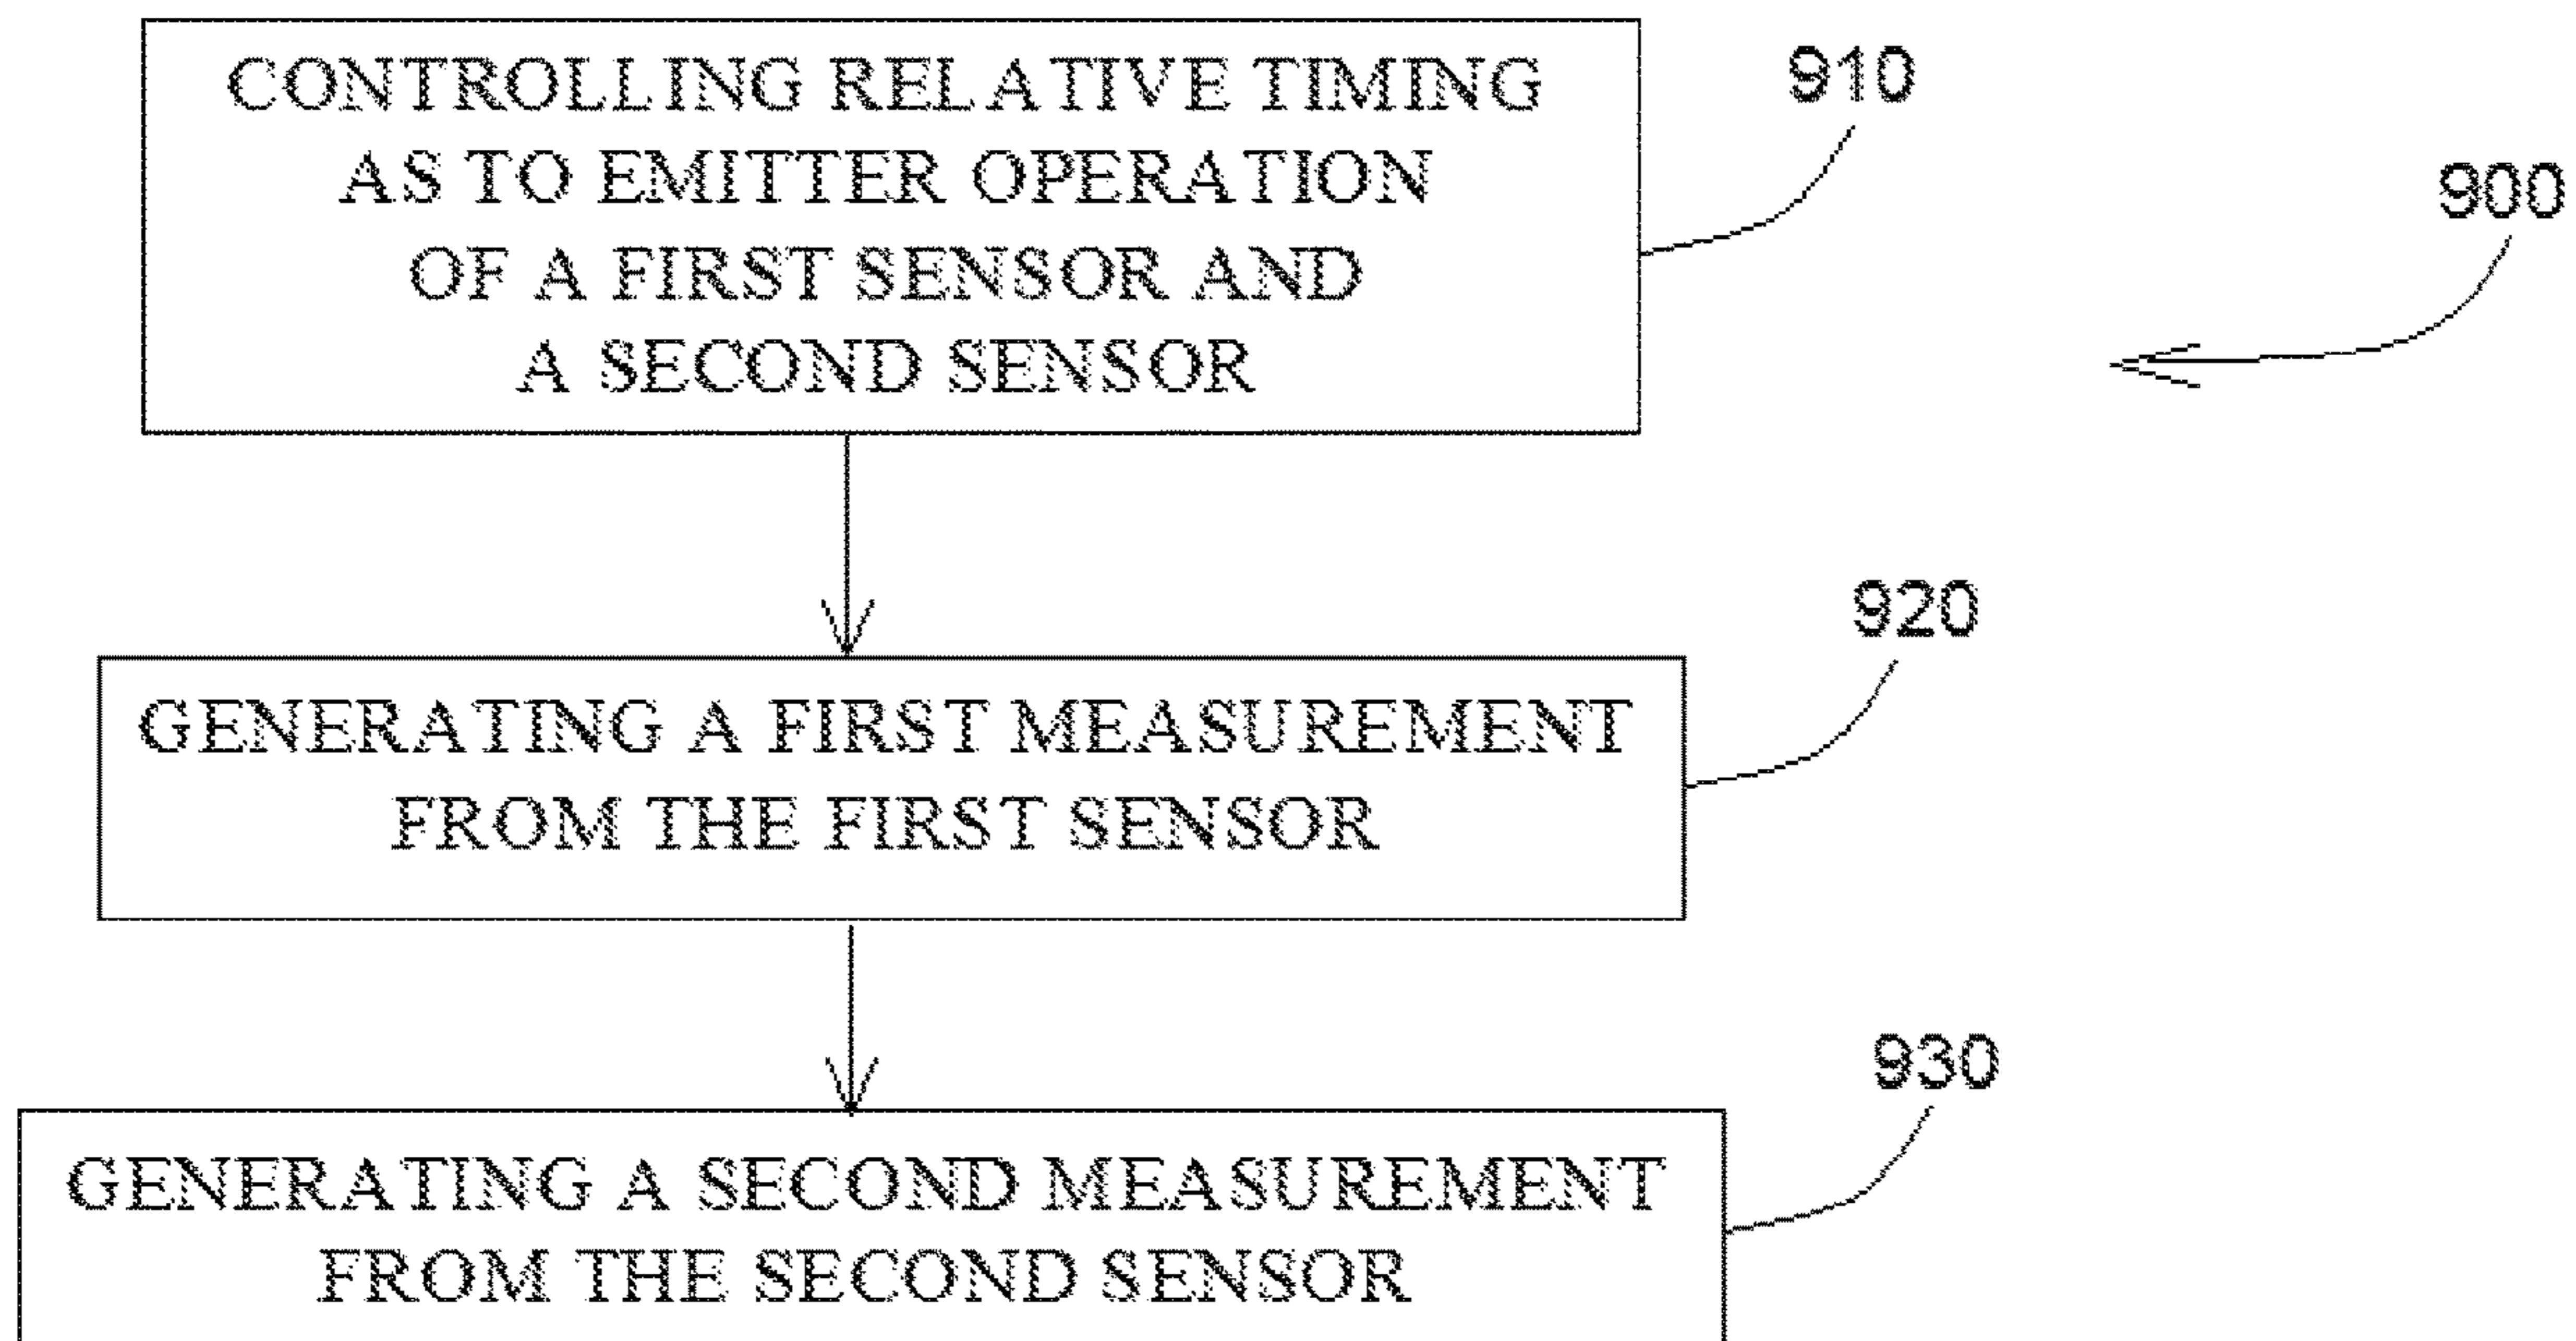 CONTROLLING RELATIVE TIMING
AS TO EMITTER OPERATION
OF A FIRST SENSOR AND
A SECOND SENSOR
910
900
GENERATING A FIRST MEASUREMENT
FROM THE FIRST SENSOR
920
GENERATING A SECOND MEASUREMENT
FROM THE SECOND SENSOR
930